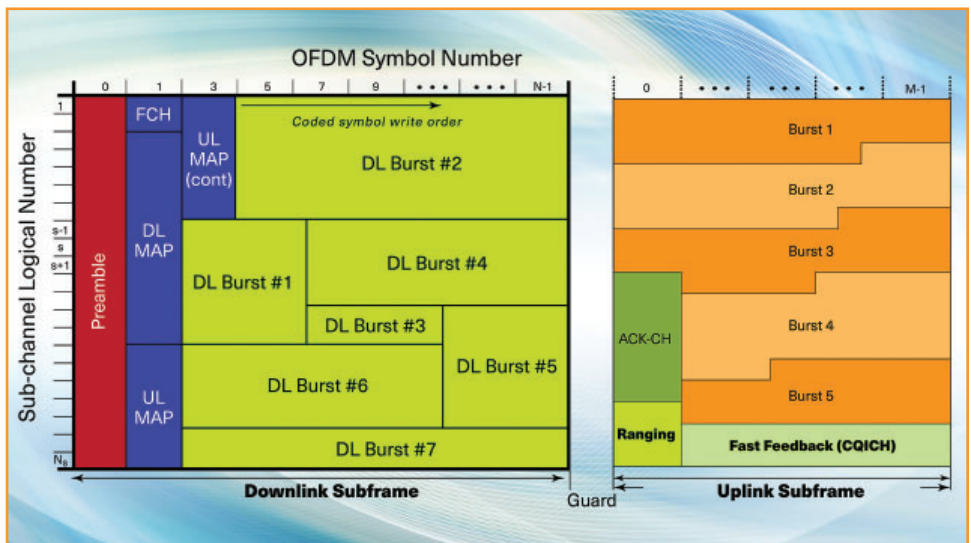 OFDM Symbol Number
0 1 3 5 7 9 • • • • • • N-1
0 • • • • • • • • • M-1
Sub-channel Logical Number
1
s-1
s
s+1
Preamble
FCH
DL
MAP
UL
MAP
UL
MAP
(cont)
Coded symbol write order
DL Burst #2
DL Burst #1
DL Burst #4
DL Burst #3
DL Burst #5
DL Burst #6
DL Burst #7
Downlink Subframe
Guard
Burst 1
Burst 2
Burst 3
ACK-CH
Burst 4
Burst 5
Ranging
Fast Feedback (CQICH)
Uplink Subframe